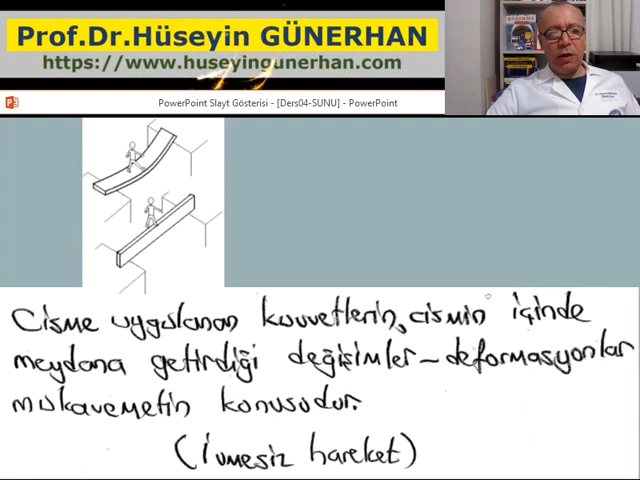 Prof.Dr.Hüseyin GÜNERHAN
https://www.huseyingunerhan.com
PowerPoint Slayt Gösterisi - [Ders04-SUNU] - PowerPoint
Cisme uygulanan kuvvetlerin, cismin içinde
meydana getirdiği değişimler - deformasyonlar
mukavemetin konusudur.
(İvmesiz hareket)